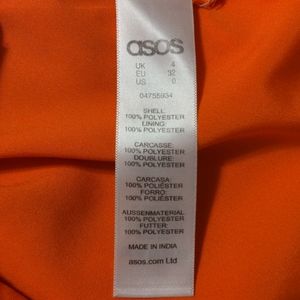 asos
UK 4
EU 32
US 0
04755934
SHELL:
100% POLYESTER
LINING:
100% POLYESTER
CARCASSE:
100% POLYESTER
DOUBLURE:
100% POLYESTER
CARCASA:
100% POLIÉSTER
FORRO:
100% POLIÉSTER
AUSSENMATERIAL:
100% POLYESTER
FUTTER:
100% POLYESTER
MADE IN INDIA
asos.com Ltd